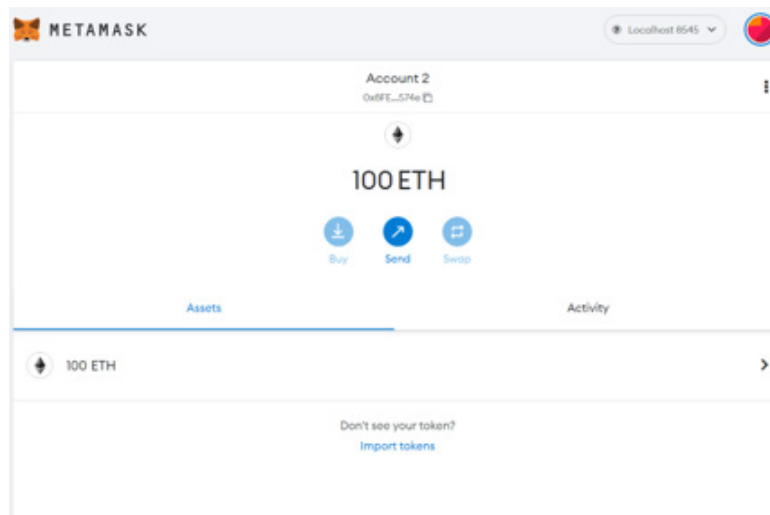 METAMASK
Localhost 8545
Account 2
0x6FE...574e
100 ETH
Buy Send Swap
Assets Activity
100 ETH
Don't see your token?
Import tokens